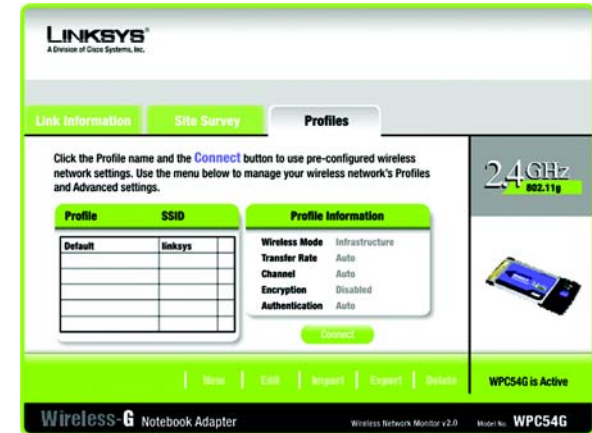 LINKSYS®
A Division of Cisco Systems, Inc.
Link Information
Site Survey
Profiles
Click the Profile name and the Connect button to use pre-configured wireless
network settings. Use the menu below to manage your wireless network's Profiles
and Advanced settings.
Profile SSID
Default linksys
Profile Information
Wireless Mode Infrastructure
Transfer Rate Auto
Channel Auto
Encryption Disabled
Authentication Auto
Connect
2.4GHz
802.11g
New | Edit | Import | Export | Delete
WPC54G is Active
Wireless-G Notebook Adapter
Wireless Network Monitor v2.0
Model No. WPC54G